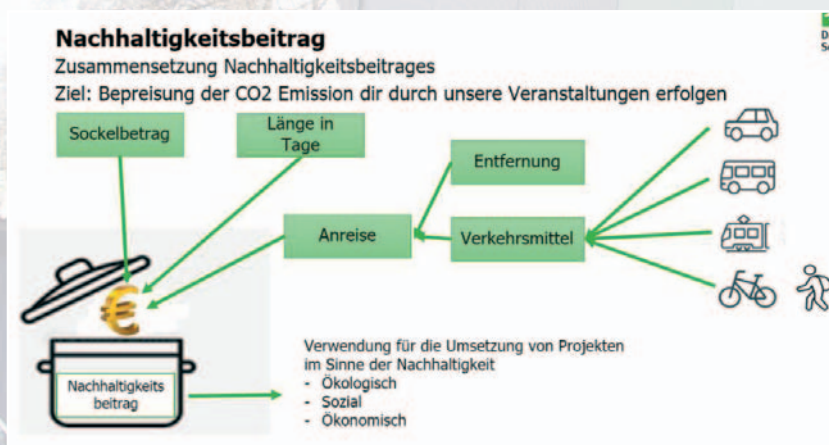 Nachhaltigkeitsbeitrag
Zusammensetzung Nachhaltigkeitsbeitrages
Ziel: Bepreisung der CO2 Emission dir durch unsere Veranstaltungen erfolgen
Sockelbetrag
Länge in
Tage
Entfernung
Anreise
Verkehrsmittel
€
Nachhaltigkeits
beitrag
Verwendung für die Umsetzung von Projekten
im Sinne der Nachhaltigkeit
- Ökologisch
- Sozial
- Ökonomisch